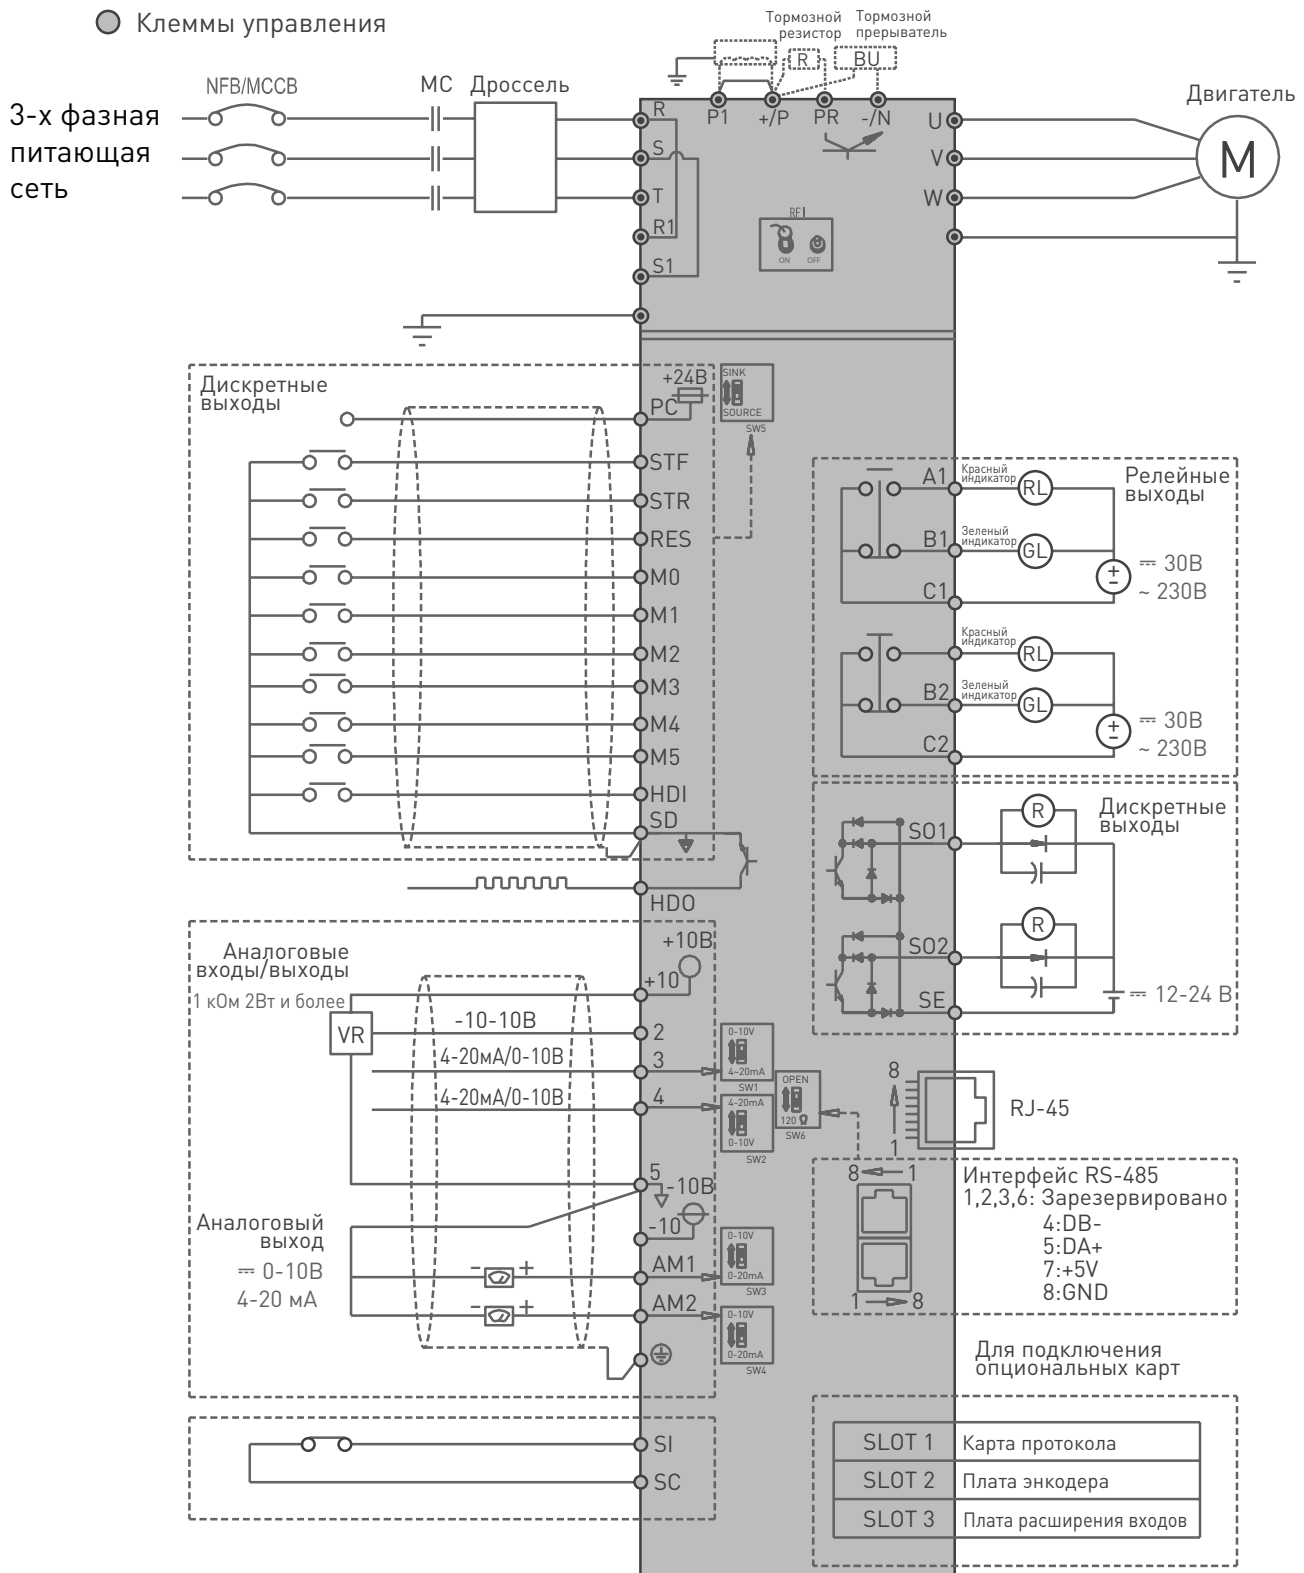 Клеммы управления
Тормозной
резистор
Тормозной
прерыватель
R
BU
NFB/MCCB
MC
Дроссель
3-х фазная
питающая
сеть
R
S
T
R1
S1
P1
+/P
PR
-/N
U
V
W
Двигатель
M
RFI
ON
OFF
Дискретные
выходы
+24В
PC
SINK
SOURCE
SW5
STF
STR
RES
M0
M1
M2
M3
M4
M5
HDI
SD
HDO
A1
Красный
индикатор
RL
Релейные
выходы
B1
Зеленый
индикатор
GL
C1
+
-
⎓ 30В
~ 230В
Красный
индикатор
RL
B2
Зеленый
индикатор
GL
C2
+
-
⎓ 30В
~ 230В
Дискретные
выходы
R
SO1
R
SO2
SE
⎓ 12-24 В
Аналоговые
входы/выходы
1 кОм 2Вт и более
VR
+10В
+10
-10-10В
2
4-20мА/0-10В
3
4-20мА/0-10В
4
0-10V
4-20mA
SW1
4-20mA
0-10V
SW2
OPEN
120 Ω
SW6
8
1
RJ-45
5
-10В
-10
Аналоговый
выход
⎓ 0-10В
4-20 мА
- +
AM1
- +
AM2
0-10V
0-20mA
SW3
0-10V
0-20mA
SW4
8 1
1 8
Интерфейс RS-485
1,2,3,6: Зарезервировано
4:DB-
5:DA+
7:+5V
8:GND
Для подключения
опциональных карт
SI
SC
SLOT 1 Карта протокола
SLOT 2 Плата энкодера
SLOT 3 Плата расширения входов